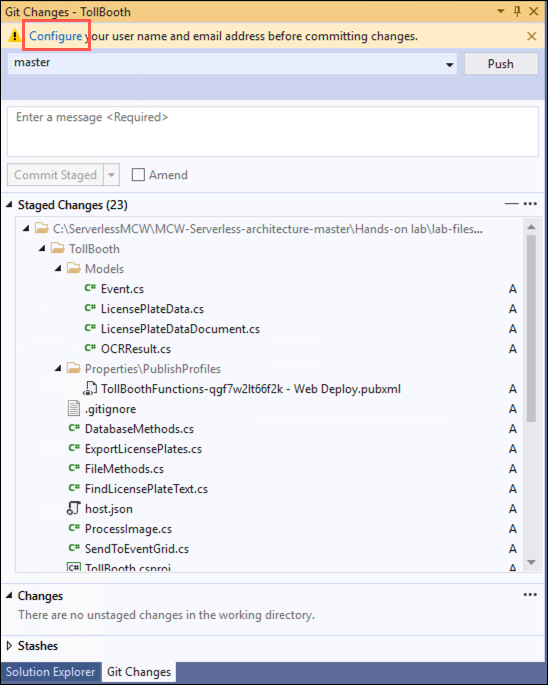 Git Changes - TollBooth
Configure your user name and email address before committing changes.
master
Push
Enter a message <Required>
Commit Staged
Amend
Staged Changes (23)
C:\ServerlessMCW\MCW-Serverless-architecture-master\Hands-on lab\lab-files...
TollBooth
Models
Event.cs A
LicensePlateData.cs A
LicensePlateDataDocument.cs A
OCRResult.cs A
Properties\PublishProfiles
TollBoothFunctions-qgf7w2lt66f2k - Web Deploy.pubxml A
.gitignore A
DatabaseMethods.cs A
ExportLicensePlates.cs A
FileMethods.cs A
FindLicensePlateText.cs A
host.json A
ProcessImage.cs A
SendToEventGrid.cs A
TollBooth.csproj A
Changes
There are no unstaged changes in the working directory.
Stashes
Solution Explorer Git Changes